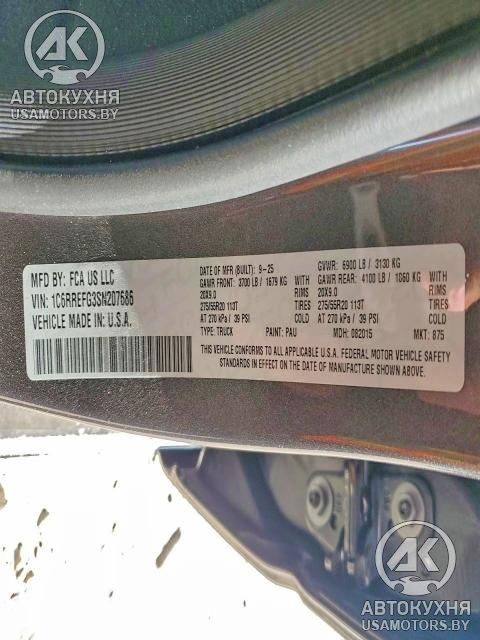 АК
АВТОКУХНЯ
USAMOTORS.BY
MFD BY: FCA US LLC
VIN: 1C6RREFG3SN207686
VEHICLE MADE IN U.S.A.
DATE OF MFR (BUILT): 9-25
GVWR: 6900 LB / 3130 KG
GAWR FRONT: 3700 LB / 1679 KG
GAWR REAR: 4100 LB / 1860 KG
20X9.0 RIMS
20X9.0 RIMS
275/55R20 113T TIRES
275/55R20 113T TIRES
AT 270 kPa / 39 PSI COLD
AT 270 kPa / 39 PSI COLD
TYPE: TRUCK PAINT: PAU MDH: 082015 MKT: 875
THIS VEHICLE CONFORMS TO ALL APPLICABLE U.S.A. FEDERAL MOTOR VEHICLE SAFETY
STANDARDS IN EFFECT ON THE DATE OF MANUFACTURE SHOWN ABOVE.
АК
АВТОКУХНЯ
USAMOTORS.BY